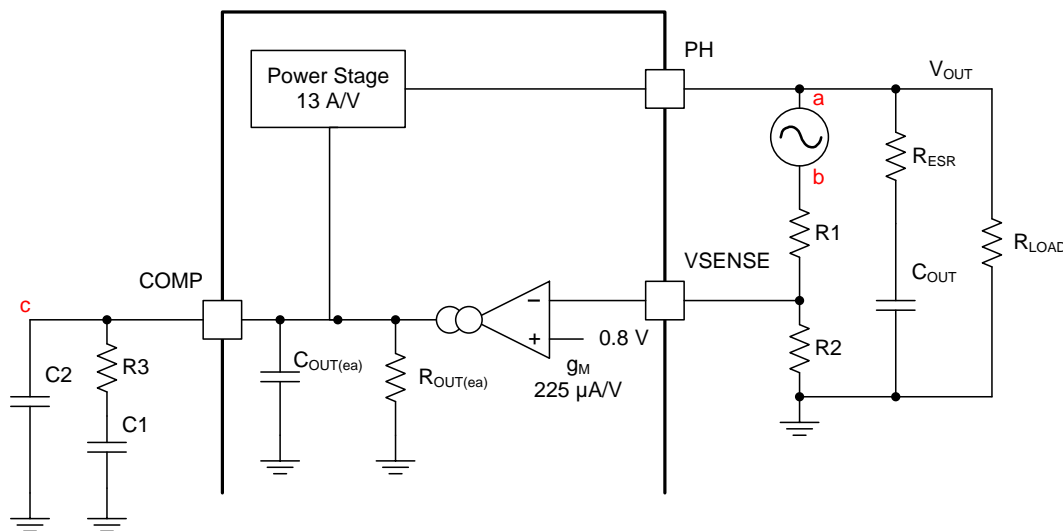 PH
Power Stage
13 A/V
VOUT
a
b
RESR
R1
RLOAD
VSENSE
COUT
COMP
c
0.8 V
R2
gM
225 µA/V
R3
C2
C1
COUT(ea)
ROUT(ea)